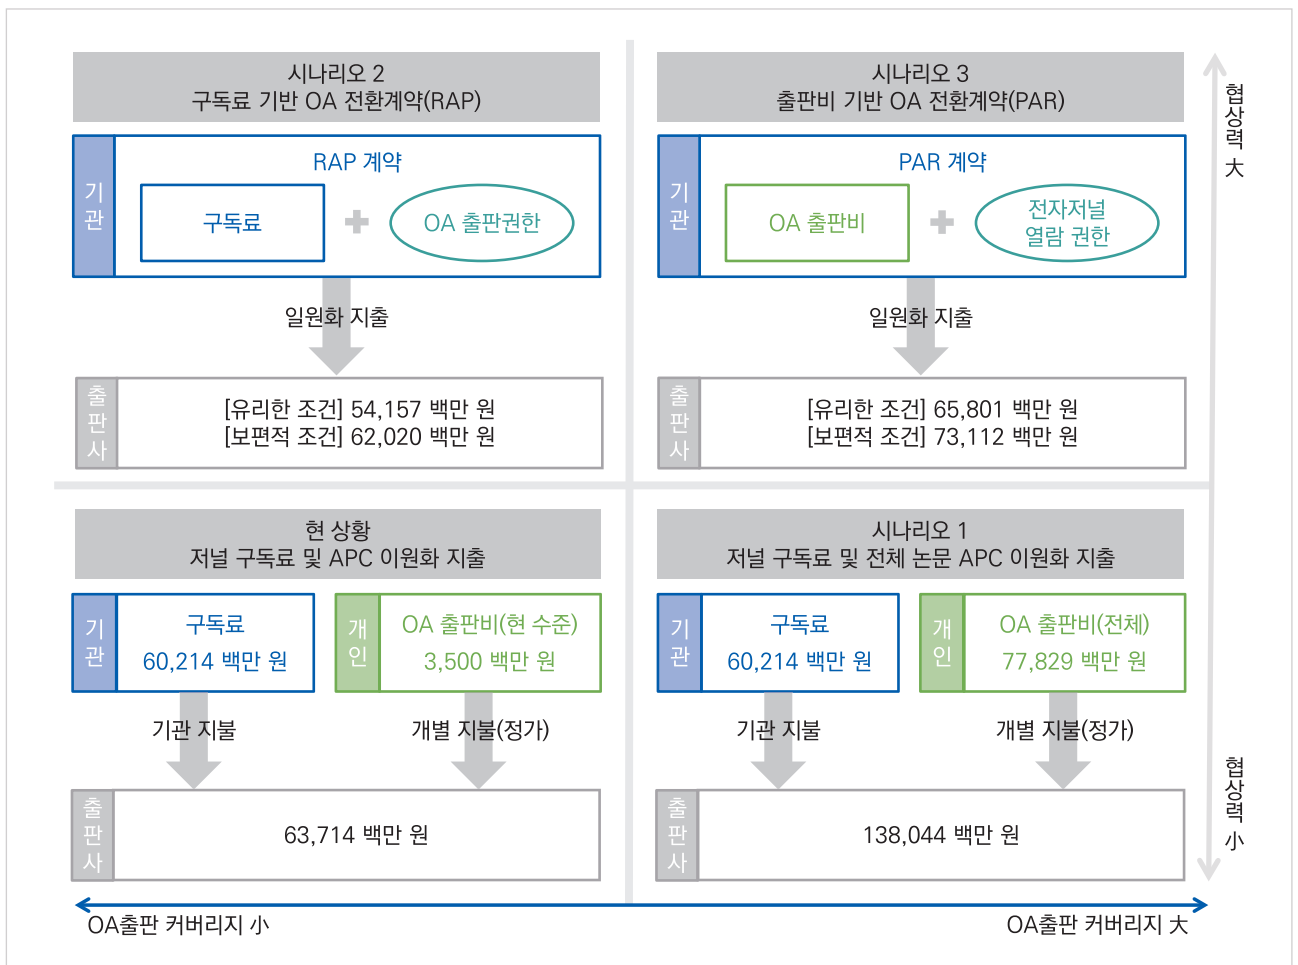 시나리오 2
구독료 기반 OA 전환계약(RAP)
기관
RAP 계약
구독료
OA 출판권한
일원화 지출
출판사
[유리한 조건] 54,157 백만 원
[보편적 조건] 62,020 백만 원
시나리오 3
출판비 기반 OA 전환계약(PAR)
기관
PAR 계약
OA 출판비
전자저널
열람 권한
일원화 지출
출판사
[유리한 조건] 65,801 백만 원
[보편적 조건] 73,112 백만 원
협상력 大
현 상황
저널 구독료 및 APC 이원화 지출
기관
구독료
60,214 백만 원
개인
OA 출판비(현 수준)
3,500 백만 원
기관 지불
개별 지불(정가)
출판사
63,714 백만 원
시나리오 1
저널 구독료 및 전체 논문 APC 이원화 지출
기관
구독료
60,214 백만 원
개인
OA 출판비(전체)
77,829 백만 원
기관 지불
개별 지불(정가)
출판사
138,044 백만 원
협상력 小
OA출판 커버리지 小
OA출판 커버리지 大